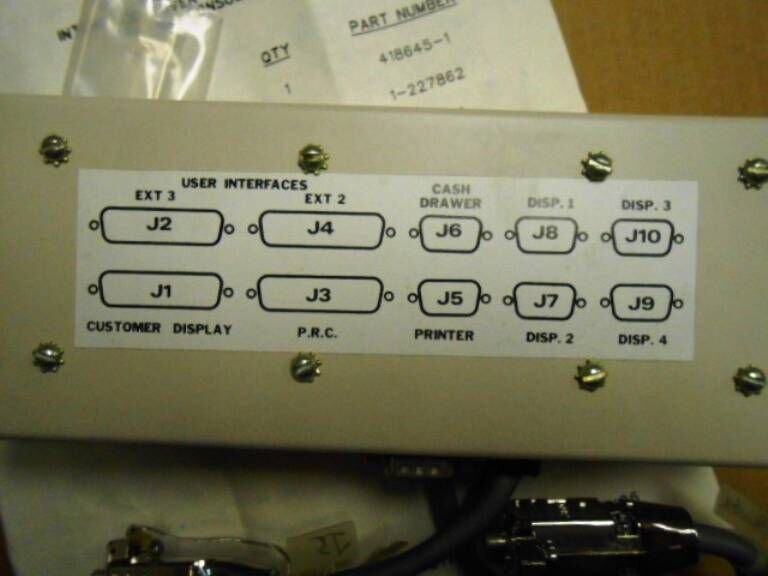 PART NUMBER
QTY
418645-1
1
1-227862
USER INTERFACES
EXT 3
EXT 2
CASH
DRAWER
DISP. 1
DISP. 3
J2
J4
J6
J8
J10
J1
J3
J5
J7
J9
CUSTOMER DISPLAY
P.R.C.
PRINTER
DISP. 2
DISP. 4